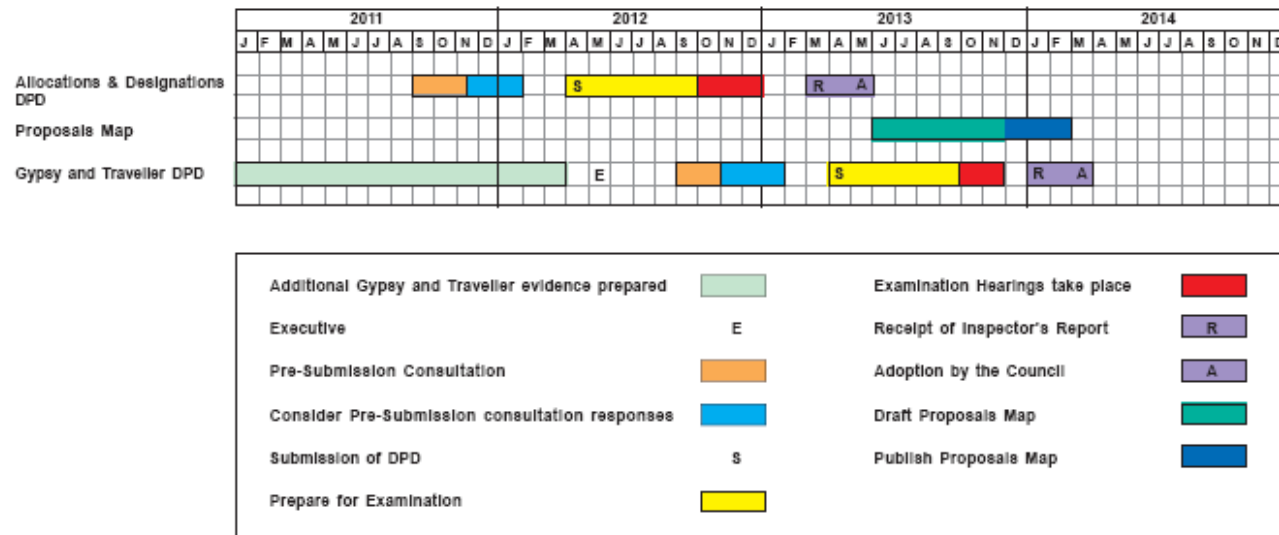 2011 2012 2013 2014
J F M A M J J A S O N D J F M A M J J A S O N D J F M A M J J A S O N D J F M A M J J A S O N D
Allocations & Designations S R A
DPD
Proposals Map
Gypsy and Traveller DPD E S R A
Additional Gypsy and Traveller evidence prepared Examination Hearings take place
Executive E Receipt of Inspector's Report R
Pre-Submission Consultation Adoption by the Council A
Consider Pre-Submission consultation responses Draft Proposals Map
Submission of DPD S Publish Proposals Map
Prepare for Examination